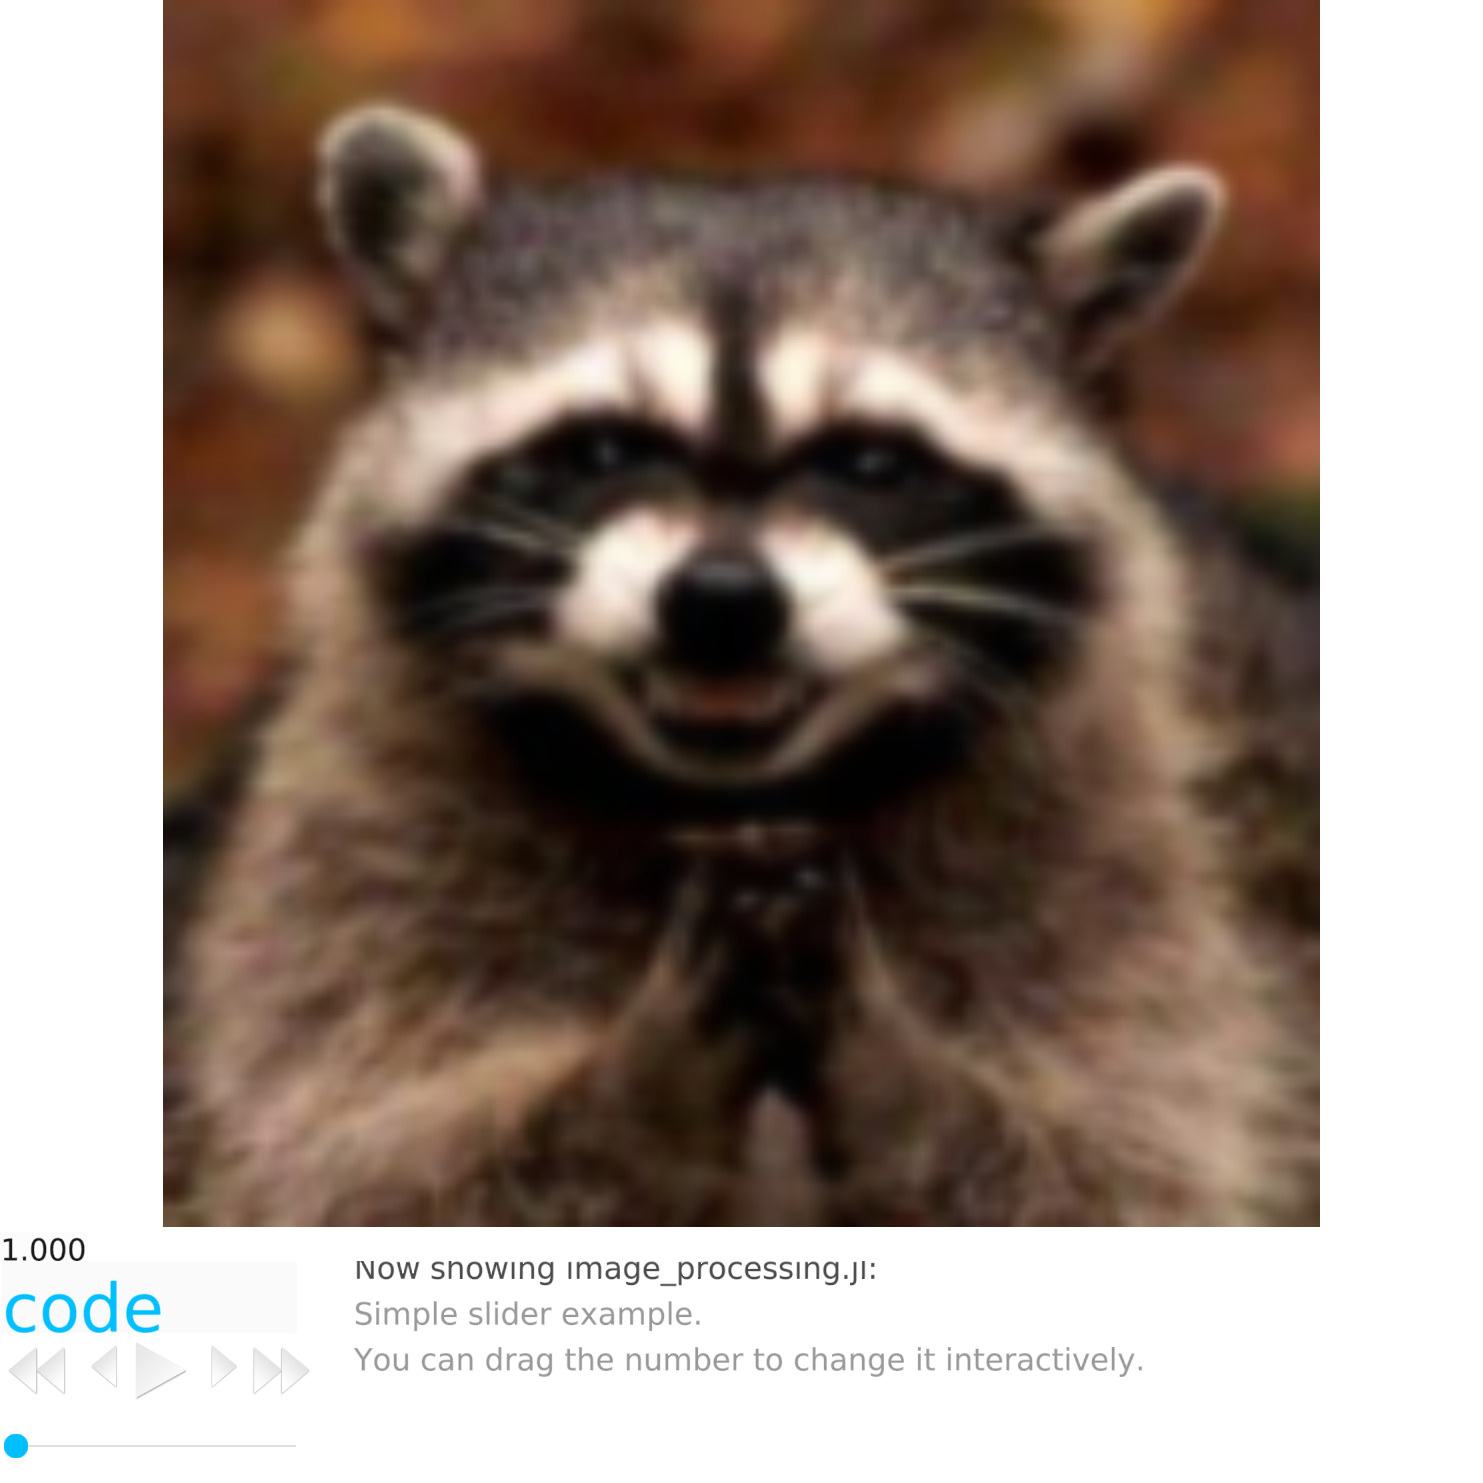 1.000
code
Now showing image_processing.jl:
Simple slider example.
You can drag the number to change it interactively.